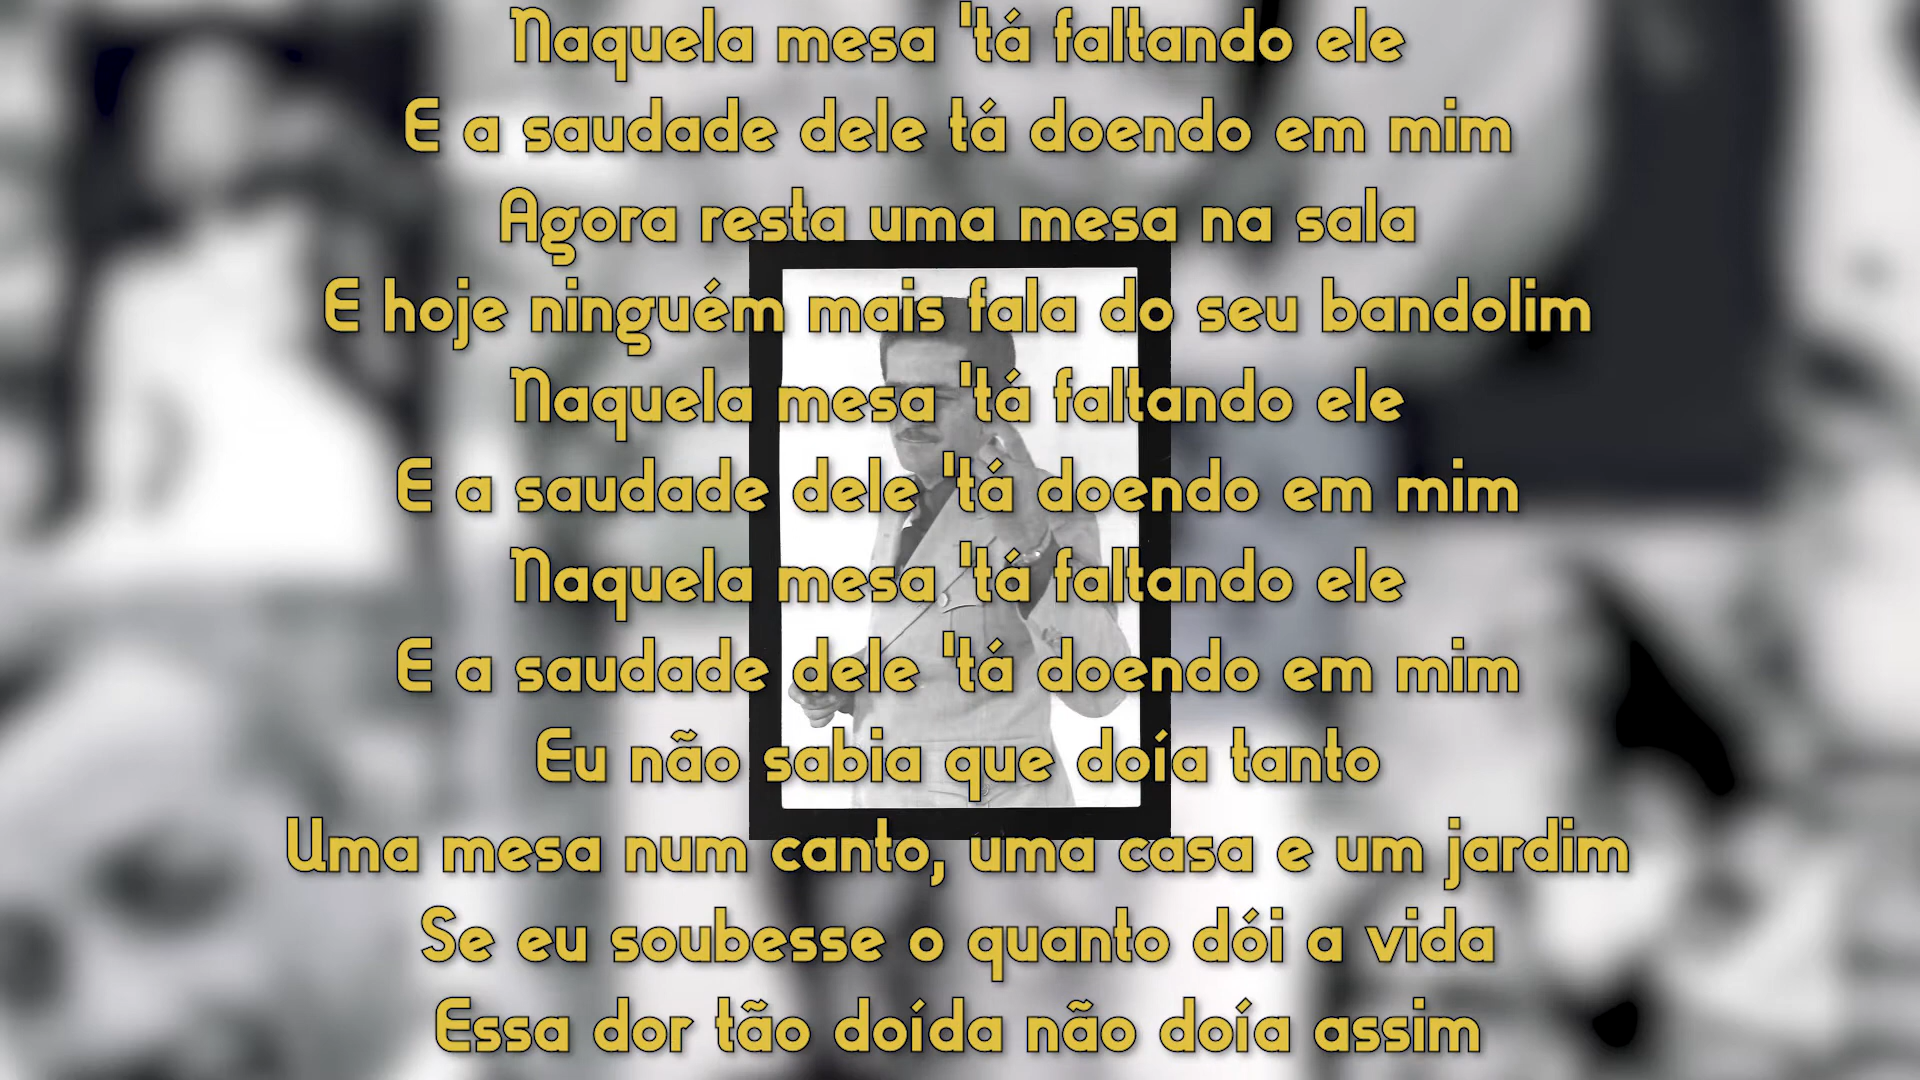 Naquela mesa 'tá faltando ele
E a saudade dele tá doendo em mim
Agora resta uma mesa na sala
E hoje ninguém mais fala do seu bandolim
Naquela mesa 'tá faltando ele
E a saudade dele 'tá doendo em mim
Naquela mesa 'tá faltando ele
E a saudade dele 'tá doendo em mim
Eu não sabia que doía tanto
Uma mesa num canto, uma casa e um jardim
Se eu soubesse o quanto dói a vida
Essa dor tão doída não doía assim